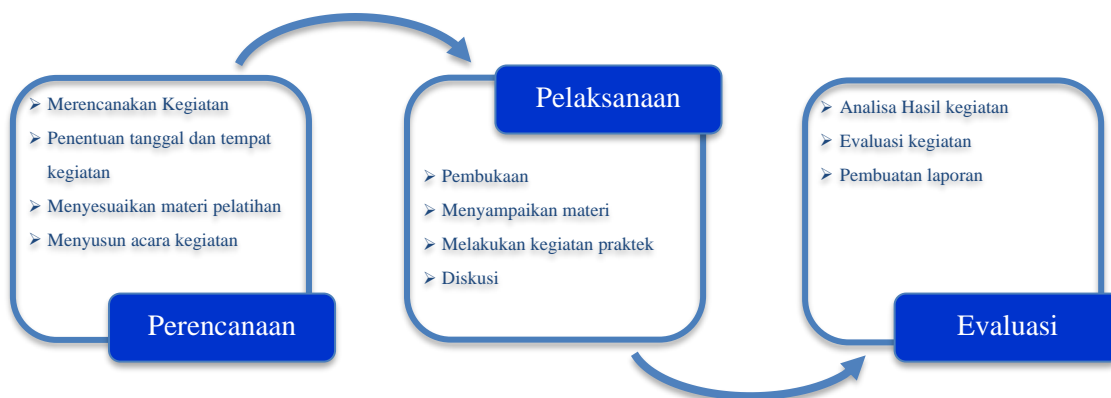 ➢ Merencanakan Kegiatan
➢ Penentuan tanggal dan tempat
kegiatan
➢ Menyesuaikan materi pelatihan
➢ Menyusun acara kegiatan
Perencanaan
Pelaksanaan
➢ Pembukaan
➢ Menyampaikan materi
➢ Melakukan kegiatan praktek
➢ Diskusi
➢ Analisa Hasil kegiatan
➢ Evaluasi kegiatan
➢ Pembuatan laporan
Evaluasi